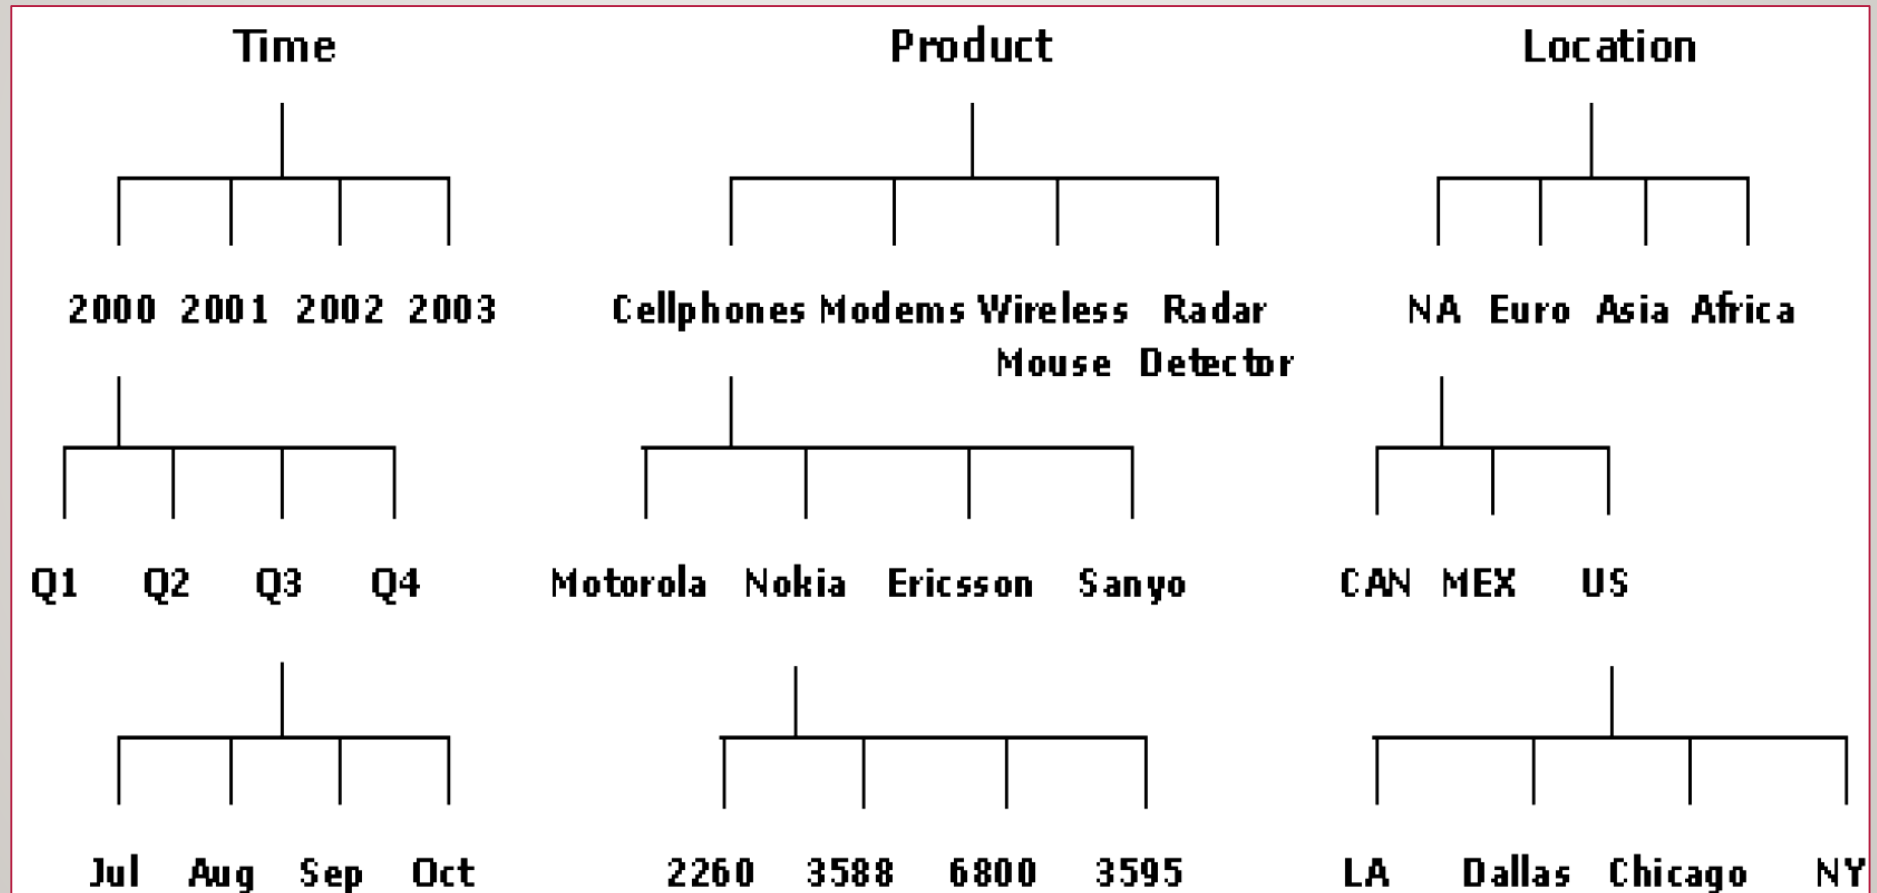 Time Product Location
2000 2001 2002 2003 Cellphones Modems Wireless Radar NA Euro Asia Africa
Mouse Detector
Q1 Q2 Q3 Q4 Motorola Nokia Ericsson Sanyo CAN MEX US
Jul Aug Sep Oct 2260 3588 6800 3595 LA Dallas Chicago NY